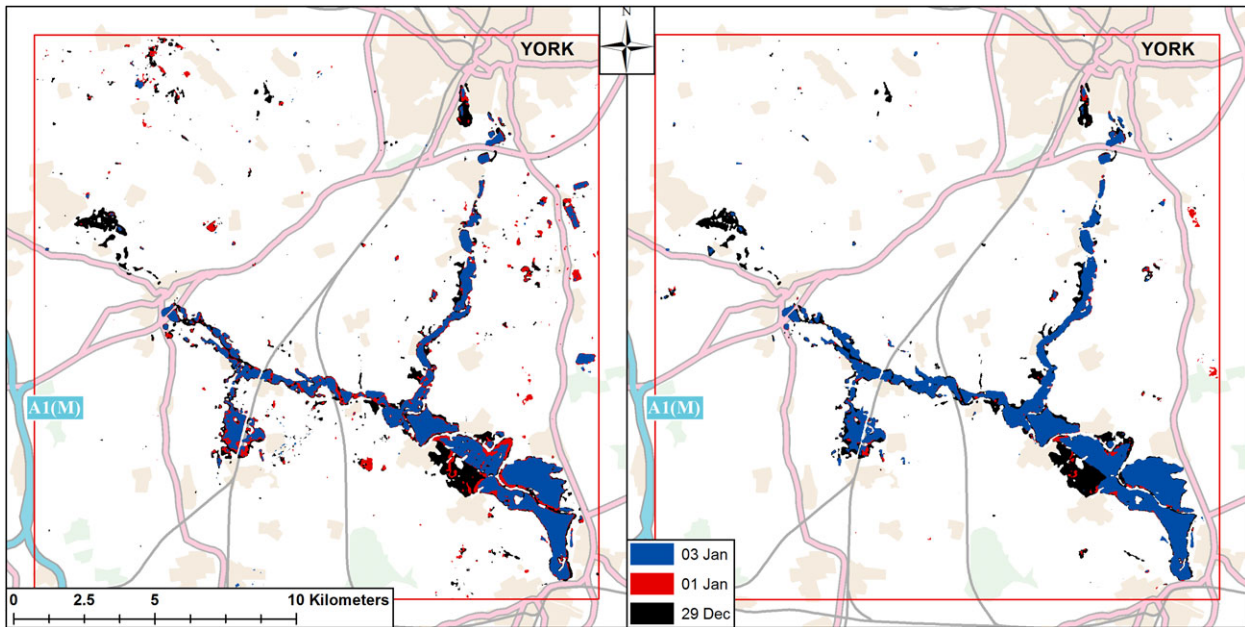 N
YORK
YORK
A1(M)
A1(M)
03 Jan
01 Jan
29 Dec
0 2.5 5 10 Kilometers